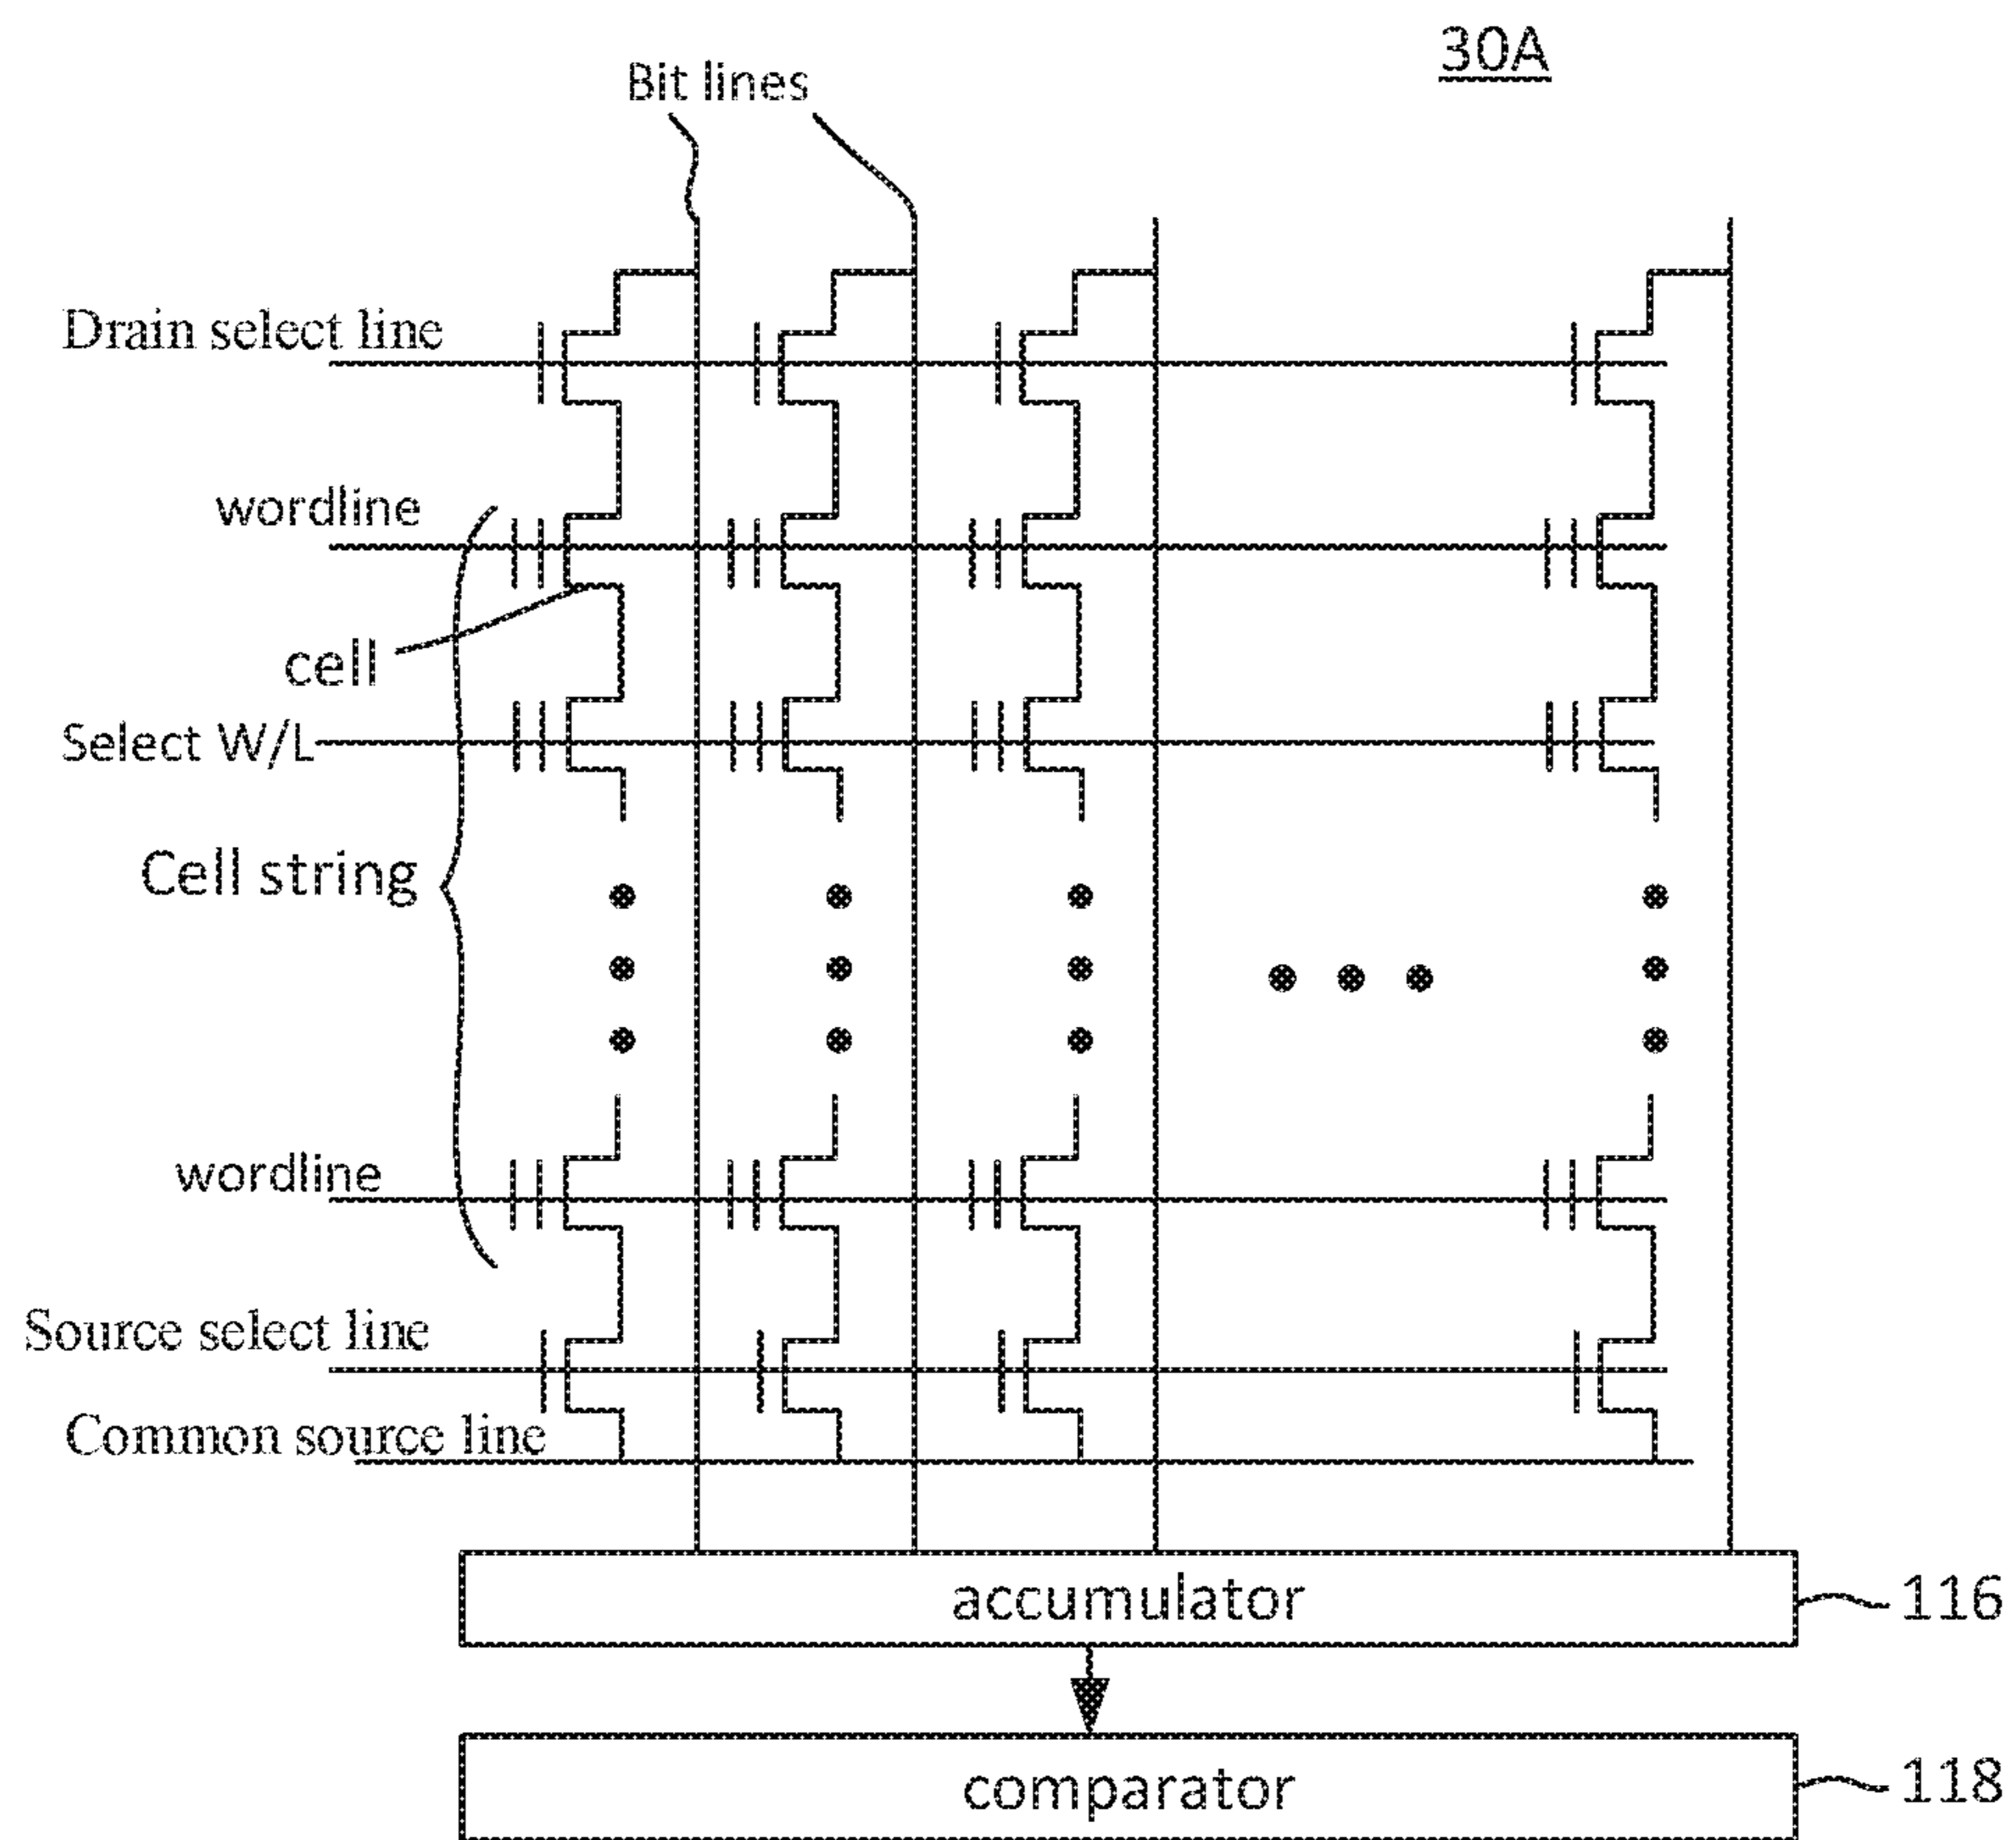 30A
Bit lines
Drain select line
wordline
cell
Select W/L
Cell string
wordline
Source select line
Common source line
accumulator
116
comparator
118